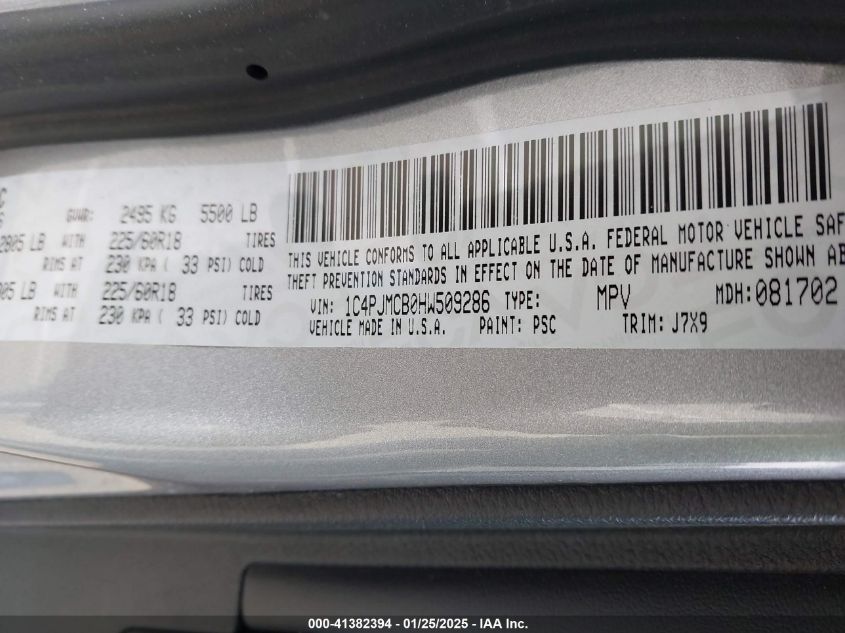 GVWR: 2495 KG 5500 LB
2805 LB WITH 225/60R18 TIRES
RIMS AT 230 KPA ( 33 PSI) COLD
LB WITH 225/60R18 TIRES
RIMS AT 230 KPA ( 33 PSI) COLD
THIS VEHICLE CONFORMS TO ALL APPLICABLE U.S.A. FEDERAL MOTOR VEHICLE SAF
THEFT PREVENTION STANDARDS IN EFFECT ON THE DATE OF MANUFACTURE SHOWN AB
VIN: 1C4PJMCB0HW509286 TYPE: MPV MDH:081702
VEHICLE MADE IN U.S.A. PAINT: PSC TRIM: J7X9
000-41382394 - 01/25/2025 - IAA Inc.